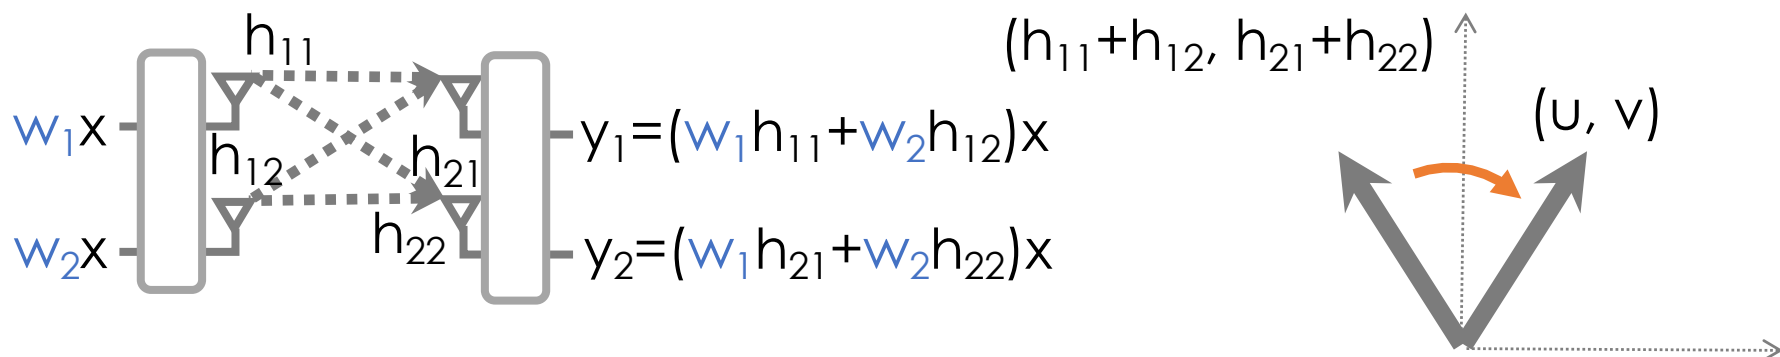 h₁₁
(h₁₁+h₁₂, h₂₁+h₂₂)
(u, v)
w₁x
h₁₂
h₂₁
y₁=(w₁h₁₁+w₂h₁₂)x
w₂x
h₂₂
y₂=(w₁h₂₁+w₂h₂₂)x